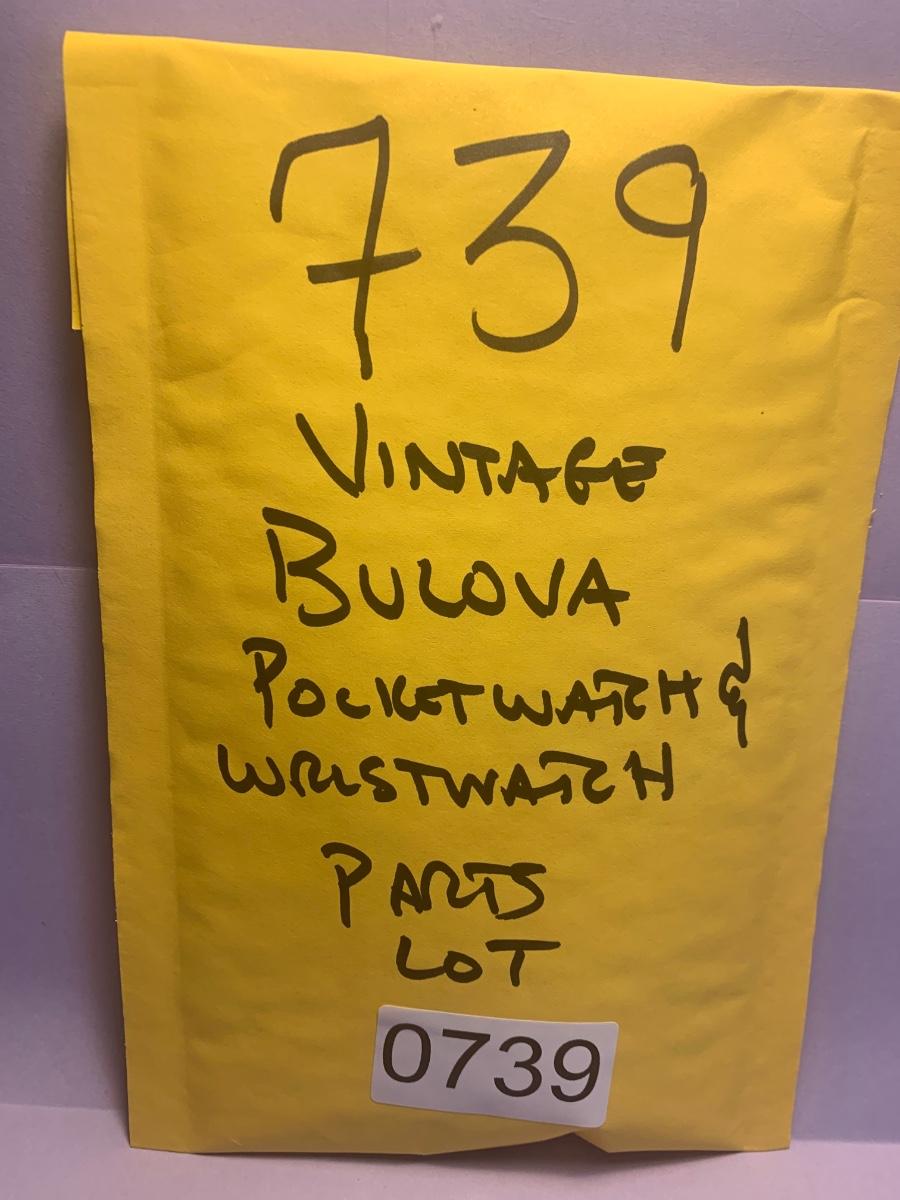 739
VINTAGE
BULOVA
POCKETWATCH &
WRISTWATCH
PARTS
LOT
0739